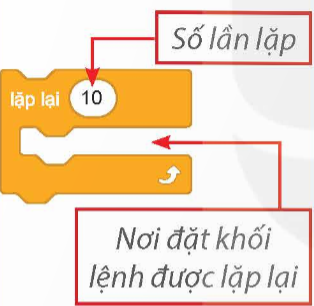 Số lần lặp
lặp lại 10
Nơi đặt khối
lệnh được lặp lại